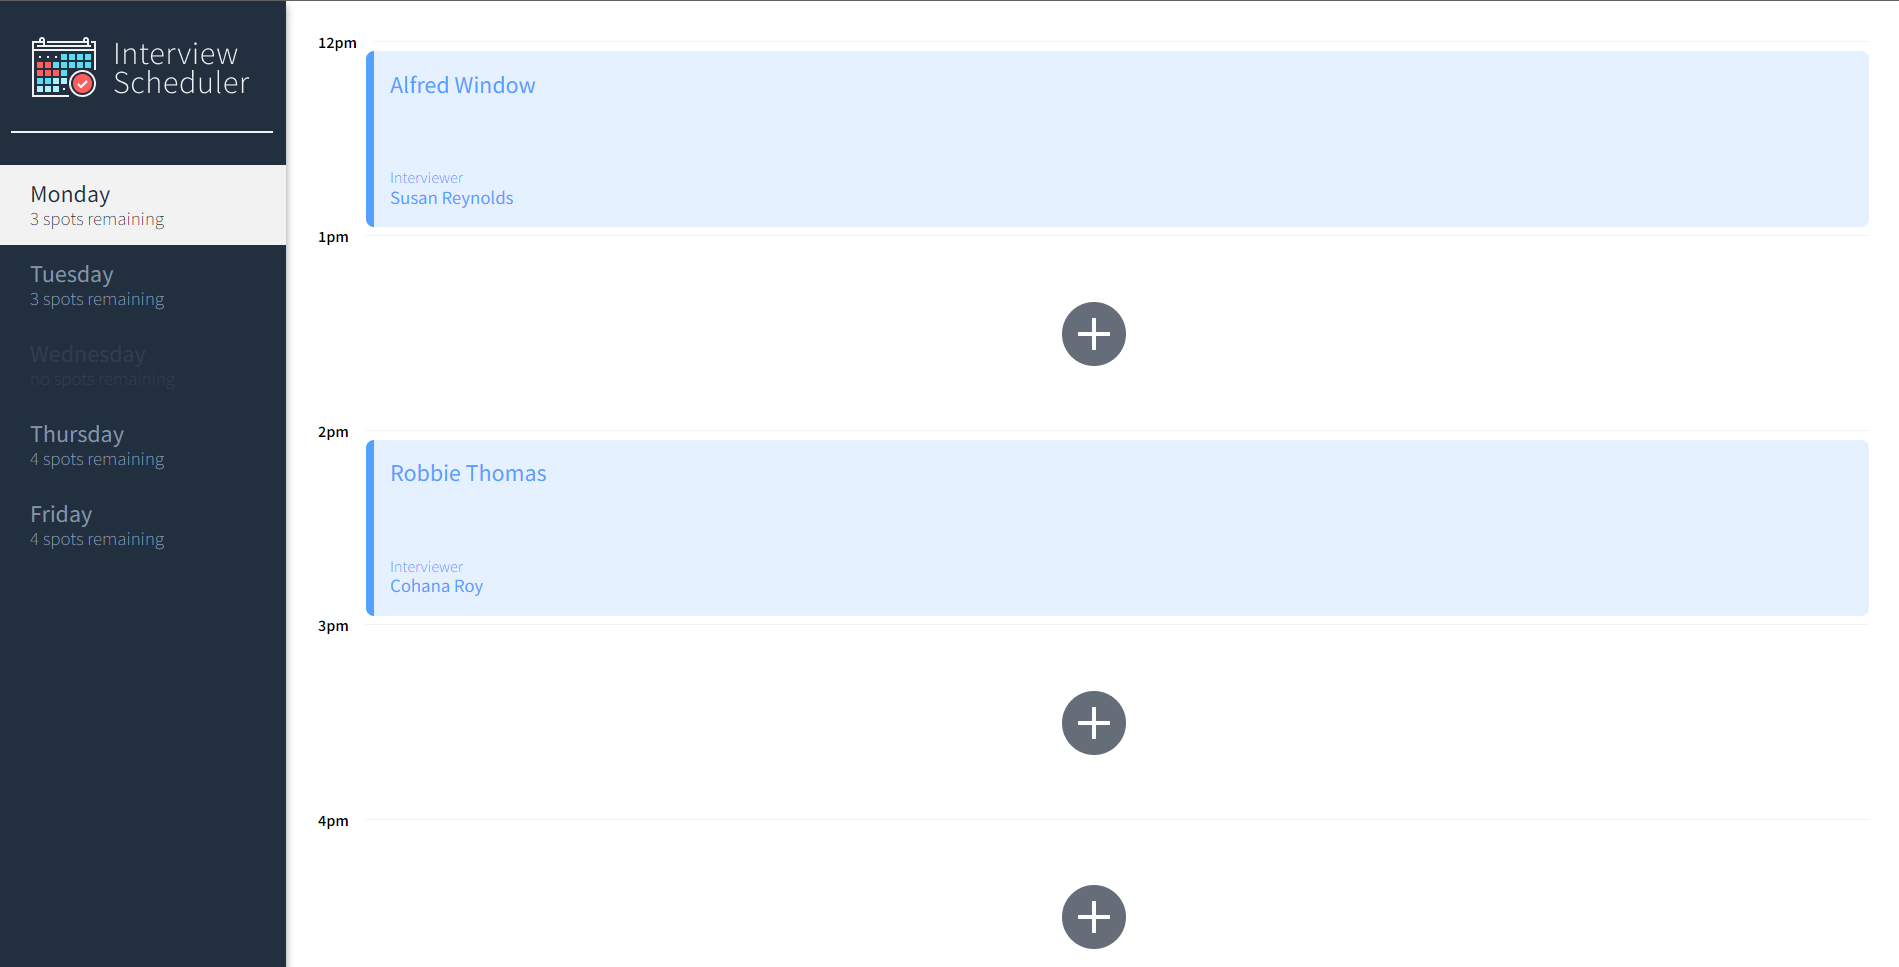 Interview
Scheduler
Monday
3 spots remaining
Tuesday
3 spots remaining
Wednesday
no spots remaining
Thursday
4 spots remaining
Friday
4 spots remaining
12pm
Alfred Window
Interviewer
Susan Reynolds
1pm
2pm
Robbie Thomas
Interviewer
Cohana Roy
3pm
4pm